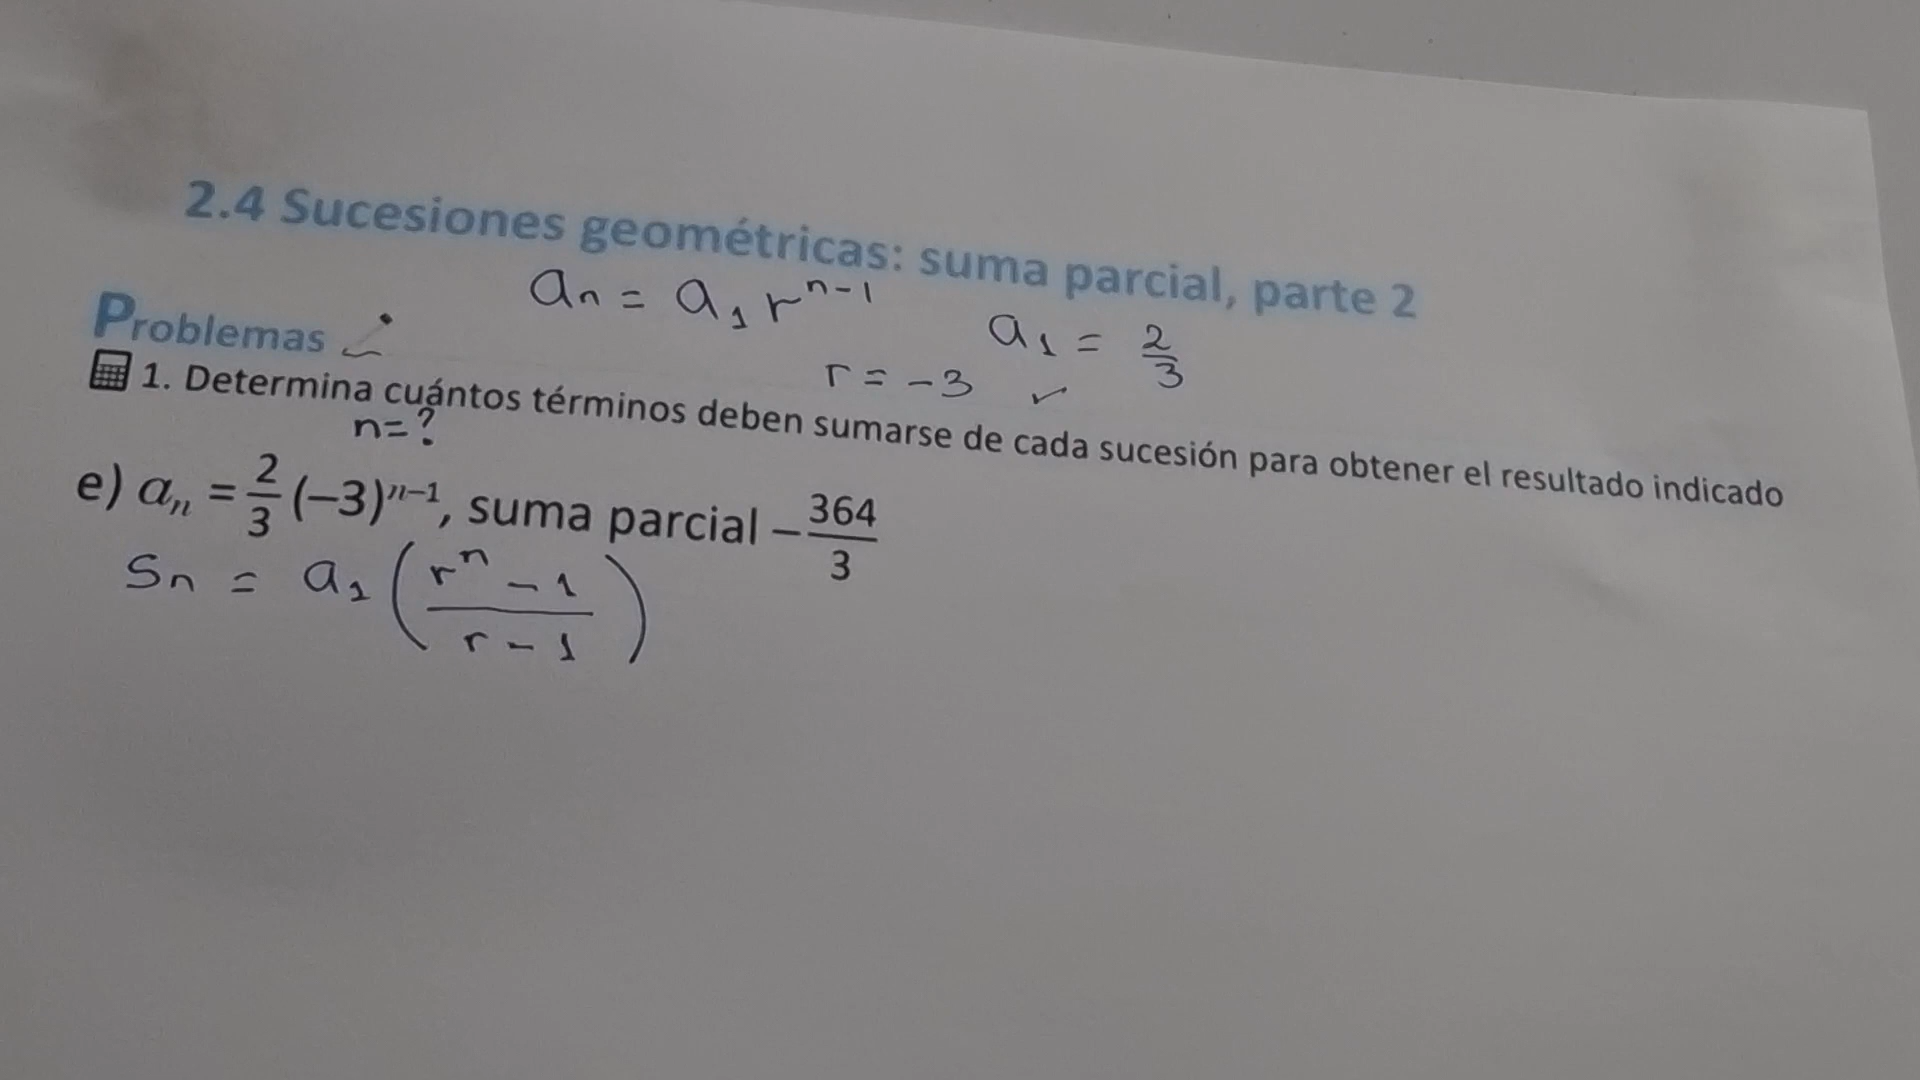 2.4 Sucesiones geométricas: suma parcial, parte 2
aₙ = a₁ rⁿ⁻¹
a₁ = 2/3
Problemas
r = -3 ✓
1. Determina cuántos términos deben sumarse de cada sucesión para obtener el resultado indicado
n=?
e) aₙ = 2/3 (–3)ⁿ⁻¹, suma parcial – 364/3
Sₙ = a₁ ( (rⁿ - 1)/(r - 1) )